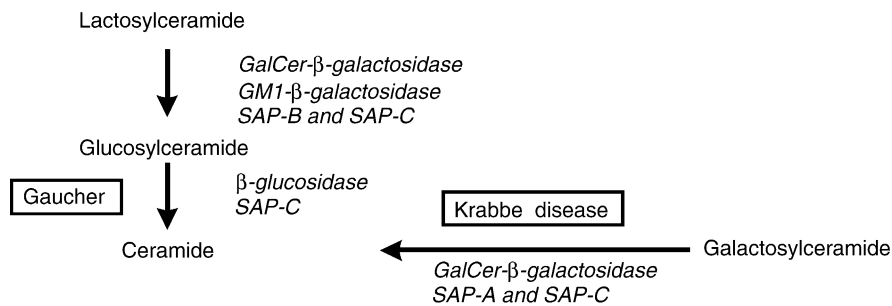 Lactosylceramide
GalCer-β-galactosidase
GM1-β-galactosidase
SAP-B and SAP-C
Glucosylceramide
Gaucher
β-glucosidase
SAP-C
Krabbe disease
Ceramide
Galactosylceramide
GalCer-β-galactosidase
SAP-A and SAP-C